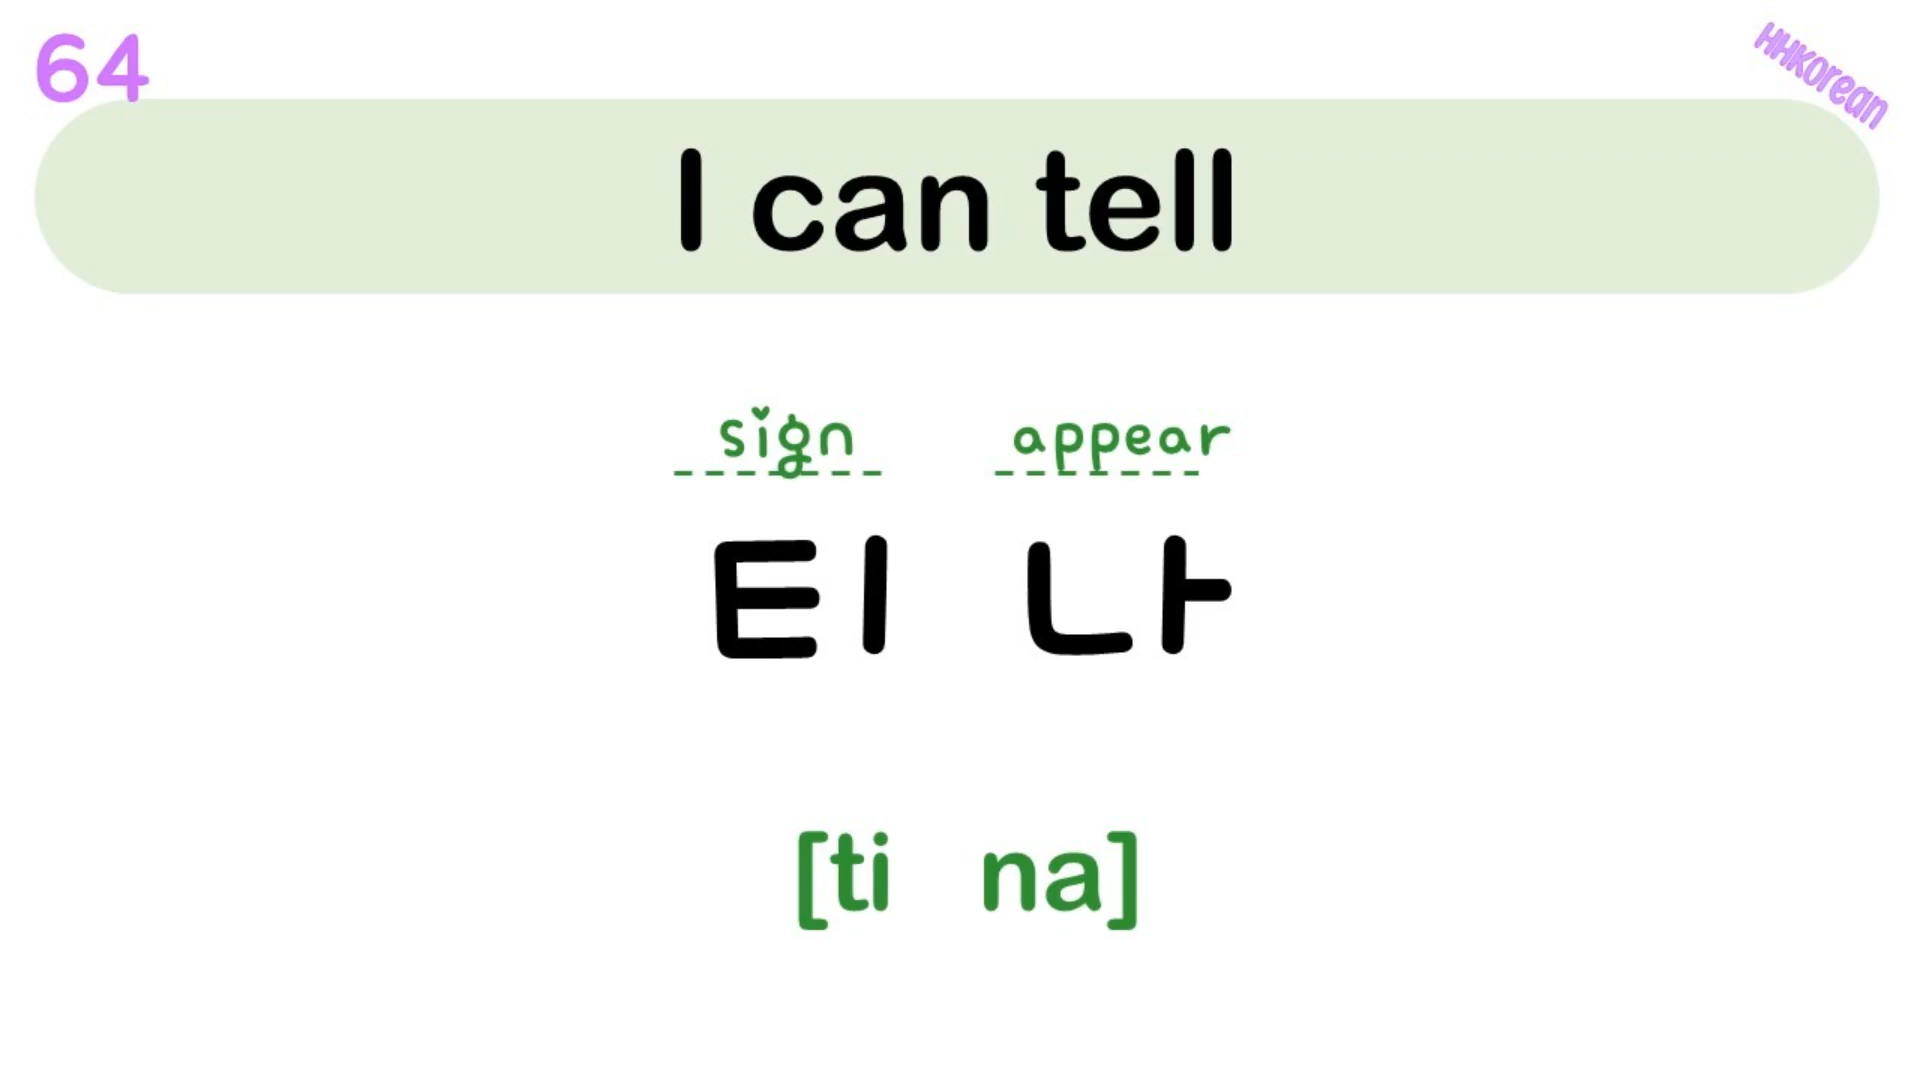 64
HHKorean
I can tell
sign appear
티 나
[ti na]